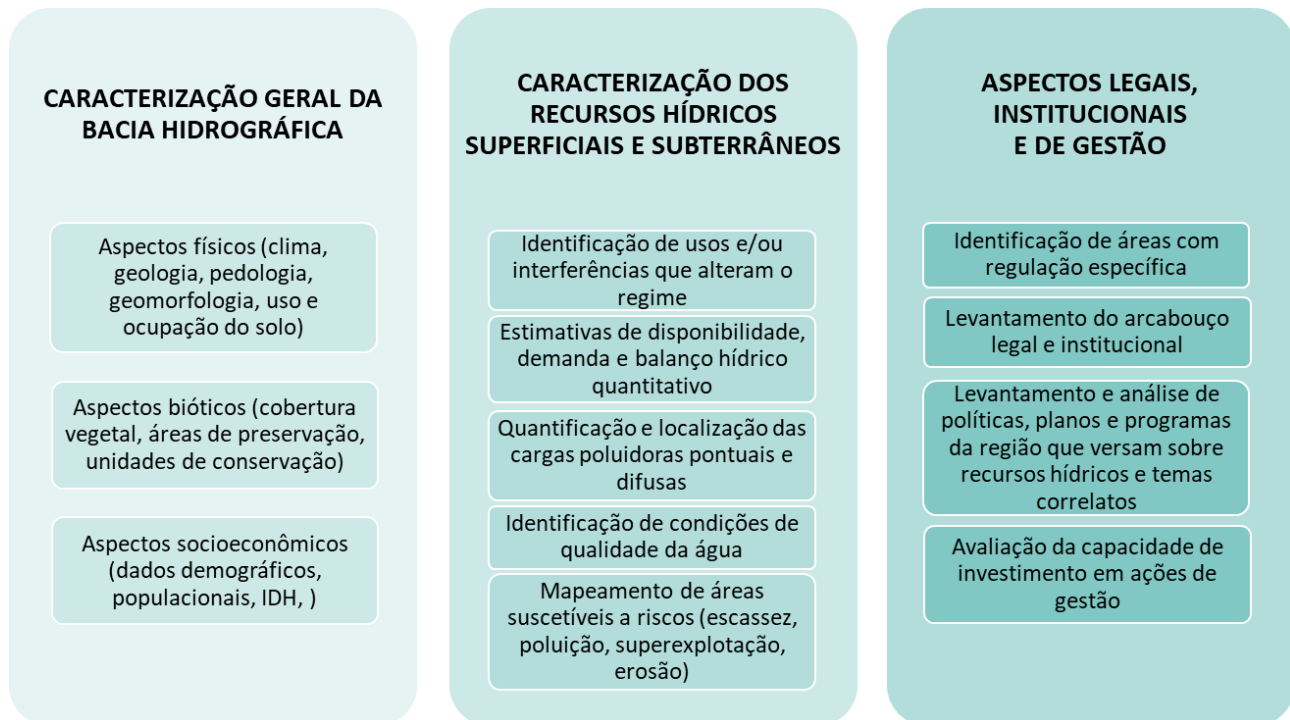 CARACTERIZAÇÃO GERAL DA
BACIA HIDROGRÁFICA
Aspectos físicos (clima,
geologia, pedologia,
geomorfologia, uso e
ocupação do solo)
Aspectos bióticos (cobertura
vegetal, áreas de preservação,
unidades de conservação)
Aspectos socioeconômicos
(dados demográficos,
populacionais, IDH, )
CARACTERIZAÇÃO DOS
RECURSOS HÍDRICOS
SUPERFICIAIS E SUBTERRÂNEOS
Identificação de usos e/ou
interferências que alteram o
regime
Estimativas de disponibilidade,
demanda e balanço hídrico
quantitativo
Quantificação e localização das
cargas poluidoras pontuais e
difusas
Identificação de condições de
qualidade da água
Mapeamento de áreas
suscetíveis a riscos (escassez,
poluição, superexplotação,
erosão)
ASPECTOS LEGAIS,
INSTITUCIONAIS
E DE GESTÃO
Identificação de áreas com
regulação específica
Levantamento do arcabouço
legal e institucional
Levantamento e análise de
políticas, planos e programas
da região que versam sobre
recursos hídricos e temas
correlatos
Avaliação da capacidade de
investimento em ações de
gestão